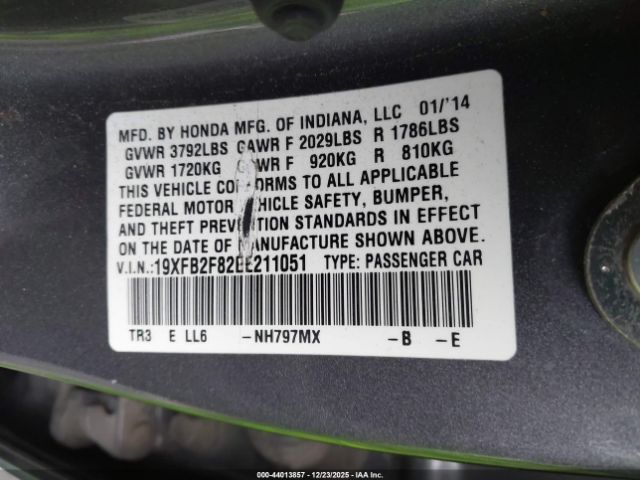 MFD. BY HONDA MFG. OF INDIANA, LLC 01/'14
GVWR 3792LBS GAWR F 2029LBS R 1786LBS
GVWR 1720KG GAWR F 920KG R 810KG
THIS VEHICLE CONFORMS TO ALL APPLICABLE
FEDERAL MOTOR VEHICLE SAFETY, BUMPER,
AND THEFT PREVENTION STANDARDS IN EFFECT
ON THE DATE OF MANUFACTURE SHOWN ABOVE.
V.I.N.:19XFB2F82EE211051 TYPE: PASSENGER CAR
TR3 E LL6 -NH797MX -B -E
000-44013857 - 12/23/2025 - IAA Inc.